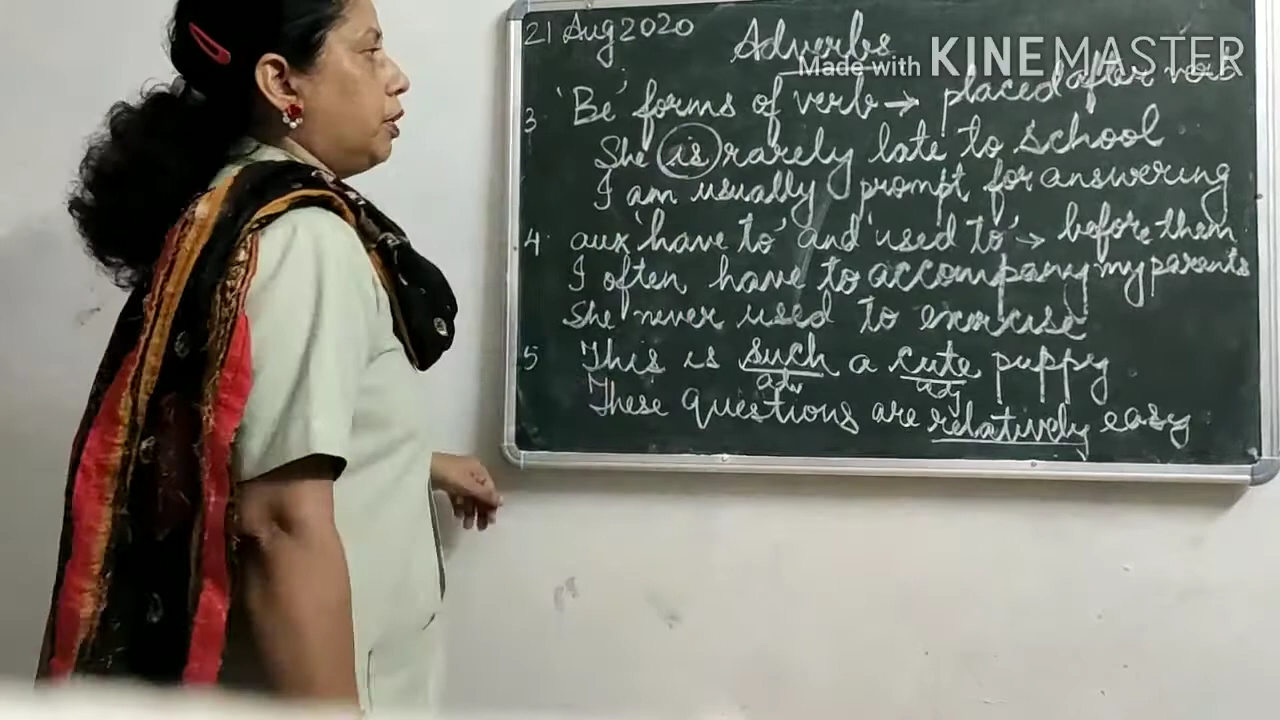 21 Aug 2020
Adverbs
Made with KINEMASTER
3 'Be' forms of verb → placed after verb
She is rarely late to school
I am usually prompt for answering
4. aux 'have to' and 'used to' → before them
I often have to accompany my parents
She never used to exercise
5 This is such a cute puppy
adv adj
These questions are relatively easy